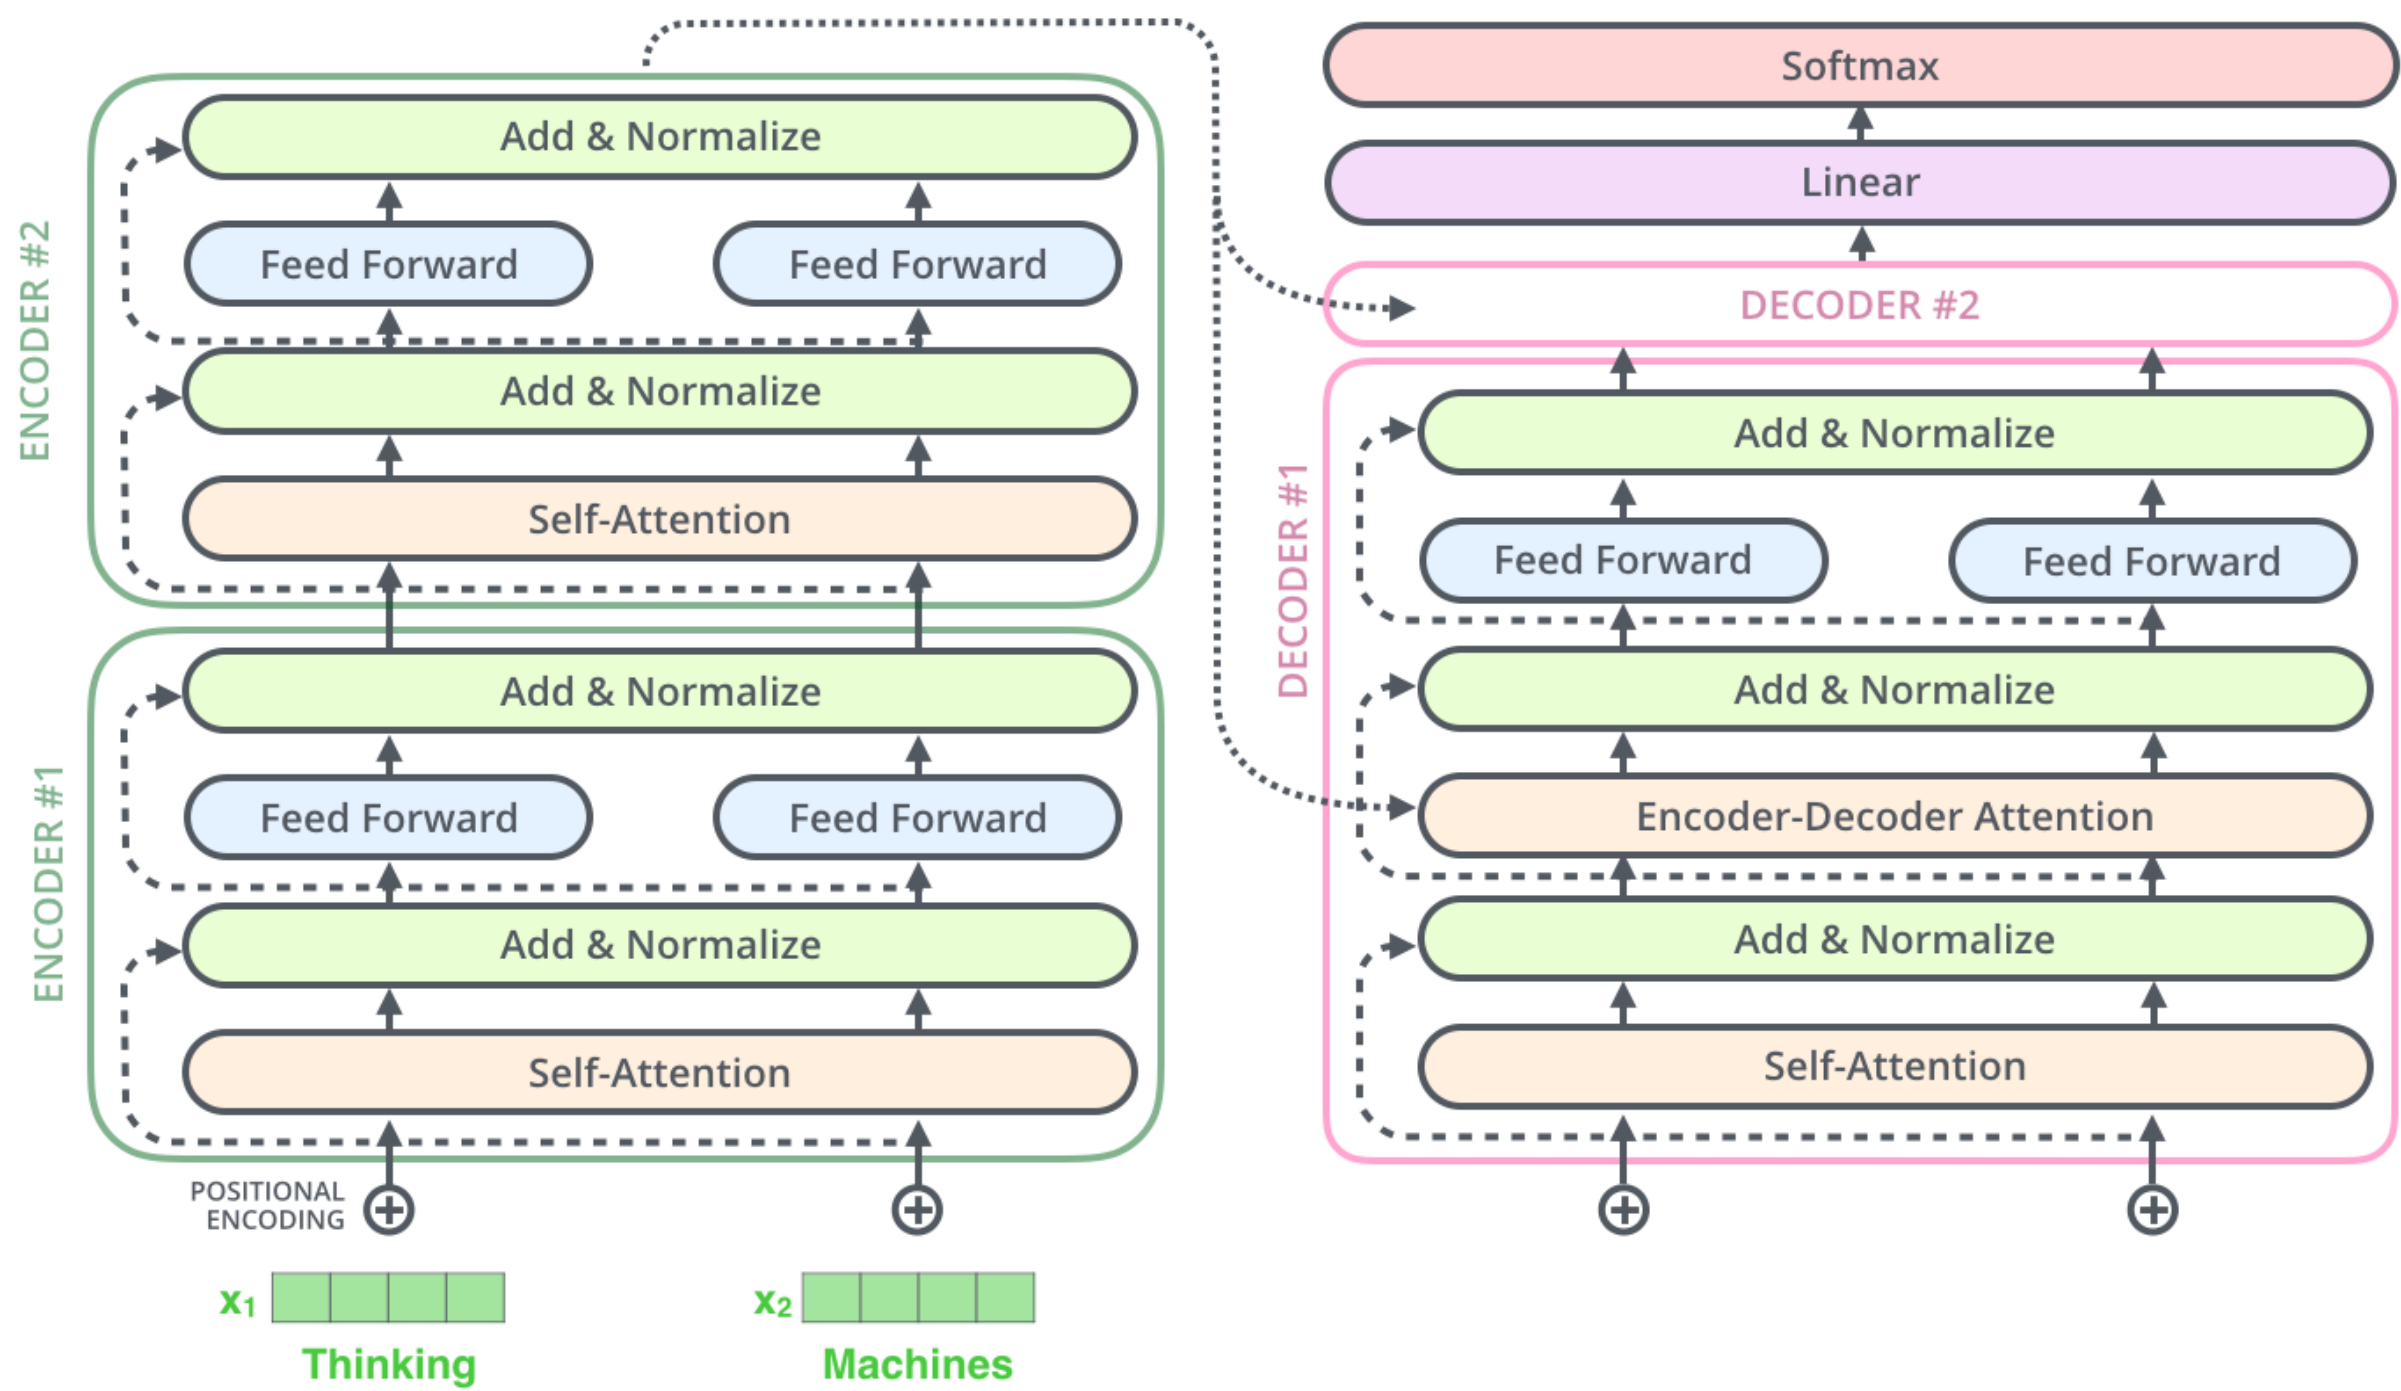 ENCODER #2
Add & Normalize
Feed Forward
Feed Forward
Add & Normalize
Self-Attention
ENCODER #1
Add & Normalize
Feed Forward
Feed Forward
Add & Normalize
Self-Attention
POSITIONAL
ENCODING
x1
x2
Thinking
Machines
Softmax
Linear
DECODER #2
DECODER #1
Add & Normalize
Feed Forward
Feed Forward
Add & Normalize
Encoder-Decoder Attention
Add & Normalize
Self-Attention